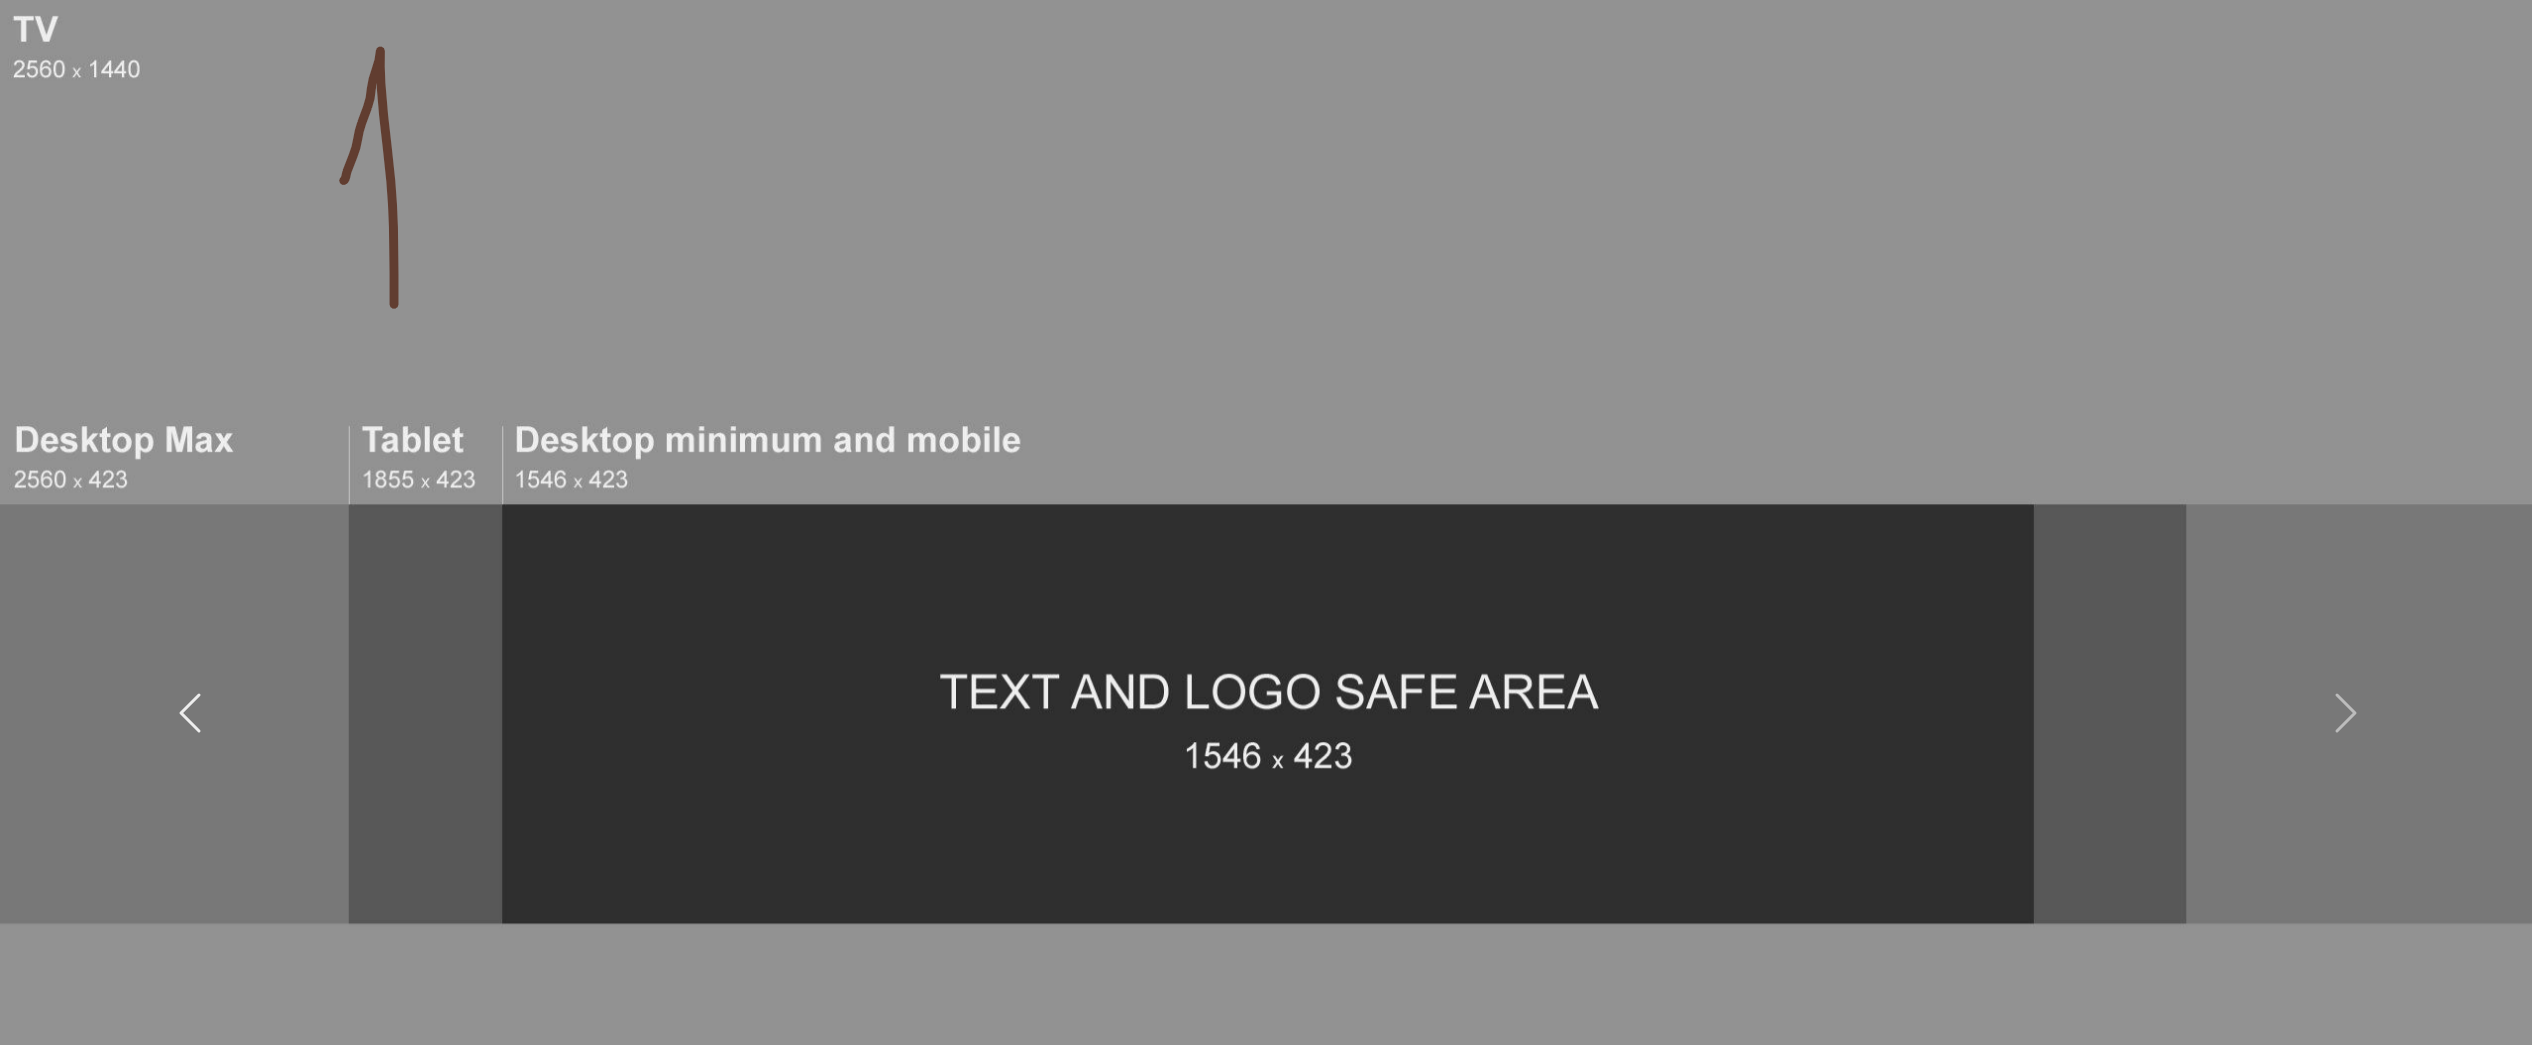 TV
2560 x 1440
1
Desktop Max
2560 x 423
Tablet
1855 x 423
Desktop minimum and mobile
1546 x 423
TEXT AND LOGO SAFE AREA
1546 x 423